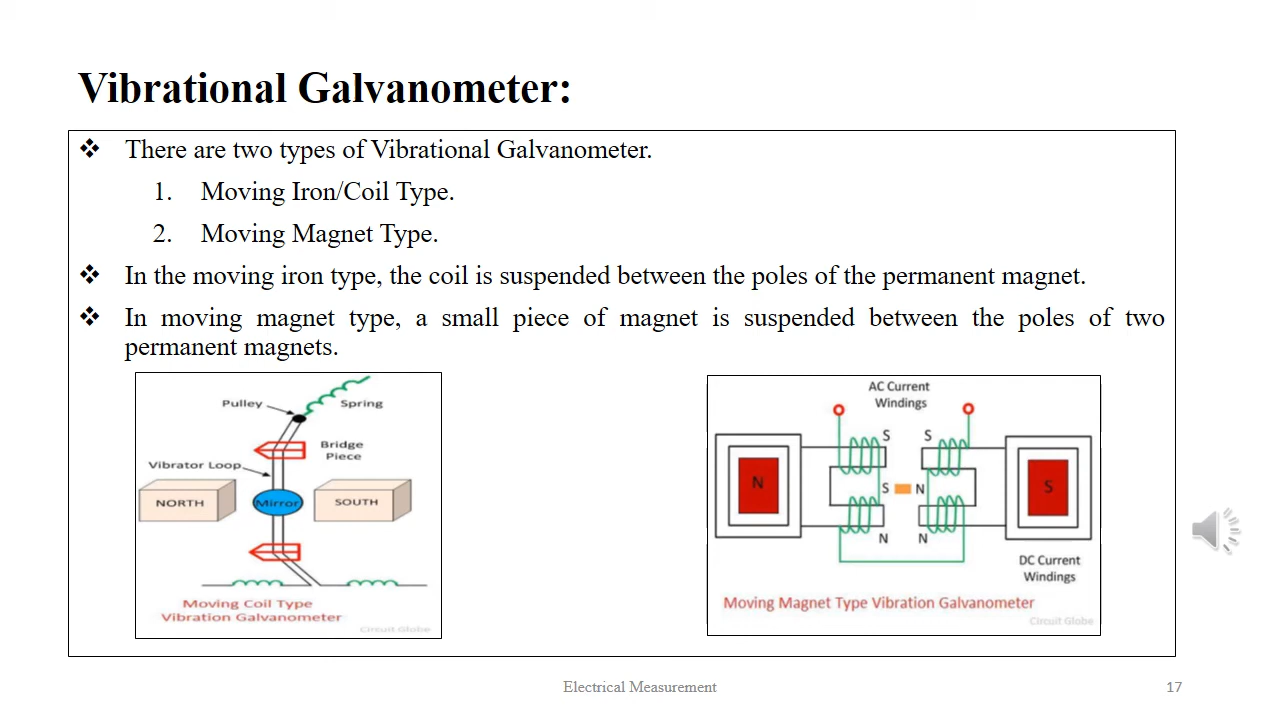 Vibrational Galvanometer:
❖ There are two types of Vibrational Galvanometer.
1. Moving Iron/Coil Type.
2. Moving Magnet Type.
❖ In the moving iron type, the coil is suspended between the poles of the permanent magnet.
❖ In moving magnet type, a small piece of magnet is suspended between the poles of two
permanent magnets.
Pulley
Spring
Bridge
Piece
Vibrator Loop
NORTH
Mirror
SOUTH
Moving Coil Type
Vibration Galvanometer
Circuit Globe
AC Current
Windings
S S
N
S N
S
N N
DC Current
Windings
Moving Magnet Type Vibration Galvanometer
Circuit Globe
Electrical Measurement
17